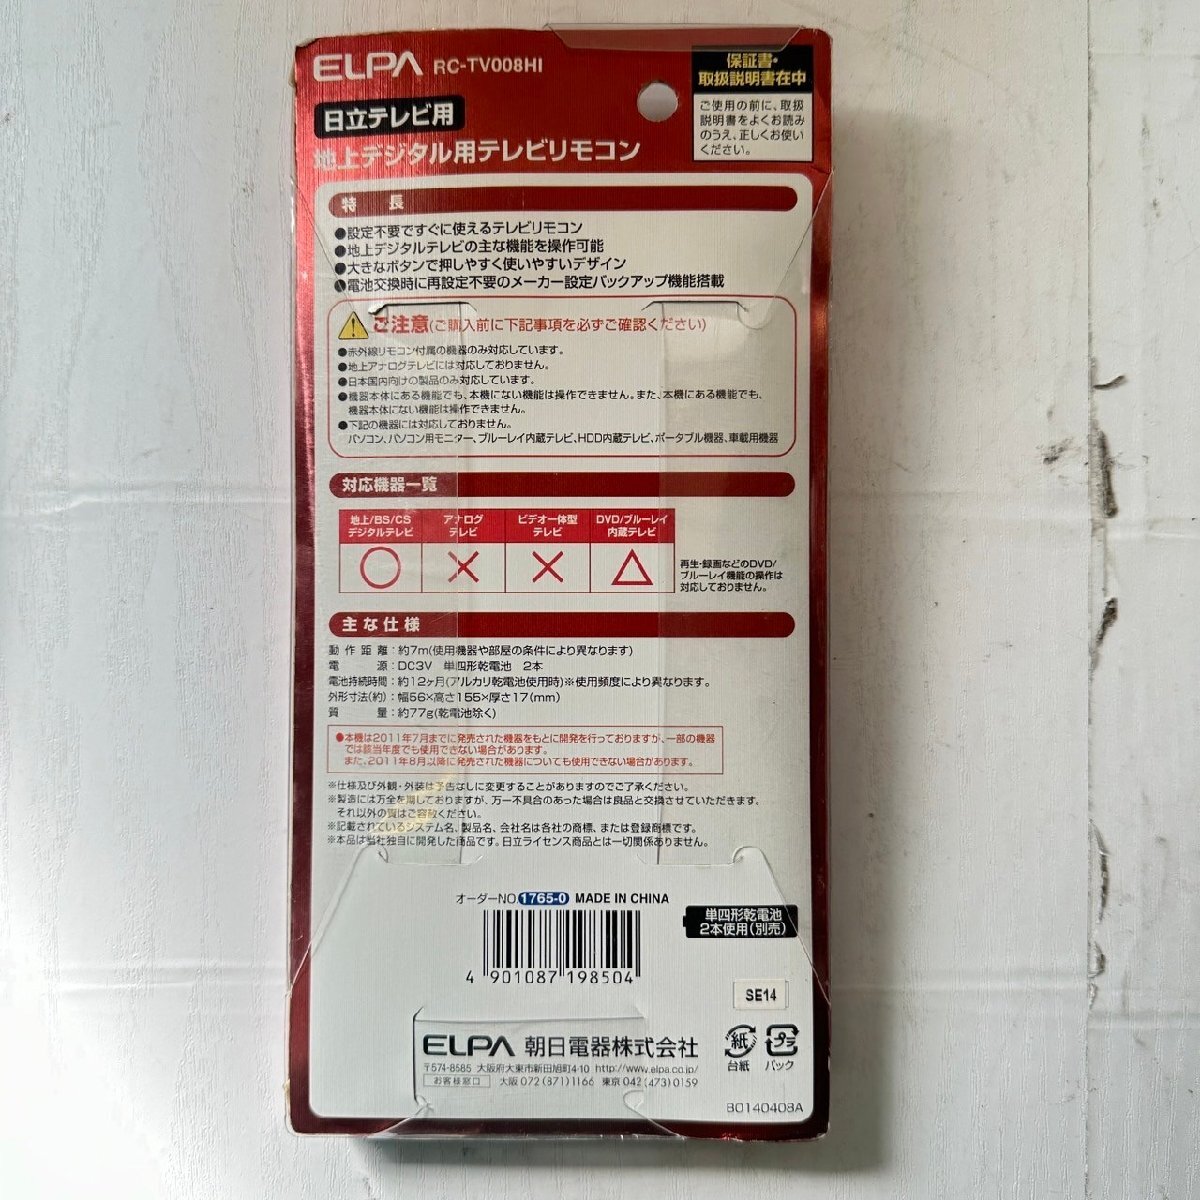 ELPA RC-TV008HI
日立テレビ用
地上デジタル用テレビリモコン
保証書・
取扱説明書在中
ご使用の前に、取扱
説明書をよくお読み
のうえ、正しくお使い
ください。
特 長
●設定不要ですぐに使えるテレビリモコン
●地上デジタルテレビの主な機能を操作可能
●大きなボタンで押しやすく使いやすいデザイン
●電池交換時に再設定不要のメーカー設定バックアップ機能搭載
ご注意(ご購入前に下記事項を必ずご確認ください)
●赤外線リモコン付属の機器のみ対応しています。
●地上アナログテレビには対応しておりません。
●日本国内向けの製品のみ対応しています。
●機器本体にある機能でも、本機にない機能は操作できません。また、本機にある機能でも、
機器本体にない機能は操作できません。
●下記の機器には対応しておりません。
パソコン、パソコン用モニター、ブルーレイ内蔵テレビ、HDD内蔵テレビ、ポータブル機器、車載用機器
対応機器一覧
地上/BS/CS
デジタルテレビ
アナログ
テレビ
ビデオ一体型
テレビ
DVD/ブルーレイ
内蔵テレビ
○ × × △
再生・録画などのDVD/
ブルーレイ機能の操作は
対応しておりません。
主な仕様
動作距離：約7m(使用機器や部屋の条件により異なります)
電 源：DC3V 単四形乾電池 2本
電池持続時間：約12ヶ月(アルカリ乾電池使用時)※使用頻度により異なります。
外形寸法(約)：幅56×高さ155×厚さ17(mm)
質 量：約77g(乾電池除く)
●本機は2011年7月までに発売された機器をもとに開発を行っておりますが、一部の機器
では該当年度でも使用できない場合があります。
また、2011年8月以降に発売された機器についても使用できない場合があります。
※仕様及び外観・外装は予告なしに変更することがありますのでご了承ください。
※製造には万全を期しておりますが、万一不具合のあった場合は良品と交換させていただきます。
それ以外の責はご容赦ください。
※記載されているシステム名、製品名、会社名は各社の商標、または登録商標です。
※本品は当社独自に開発した商品です。日立ライセンス商品とは一切関係ありません。
オーダーNO.1765-0 MADE IN CHINA
4 901087 198504
単四形乾電池
2本使用(別売)
SE14
ELPA 朝日電器株式会社
〒574-8585 大阪府大東市新田旭町4-10 http://www.elpa.co.jp/
お客様窓口 大阪 072(871)1166 東京 042(473)0159
紙
台紙
プラ
パック
B0140408A